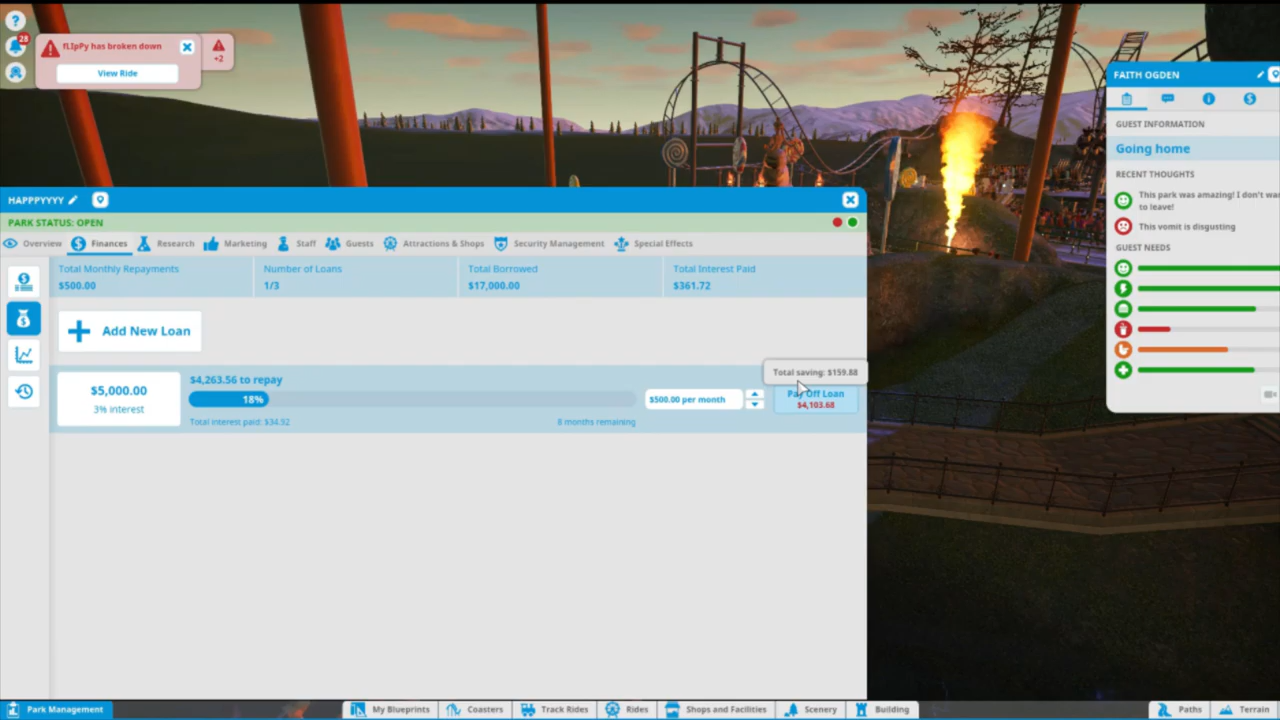 ?
28
fLIpPy has broken down
+2
View Ride
HAPPPYYYY
PARK STATUS: OPEN
Overview
Finances
Research
Marketing
Staff
Guests
Attractions & Shops
Security Management
Special Effects
Total Monthly Repayments
$500.00
Number of Loans
1/3
Total Borrowed
$17,000.00
Total Interest Paid
$361.72
Add New Loan
Total saving: $159.88
$5,000.00
3% interest
$4,263.56 to repay
18%
Total interest paid: $34.52
8 months remaining
$500.00 per month
Pay Off Loan
$4,103.68
FAITH OGDEN
GUEST INFORMATION
Going home
RECENT THOUGHTS
This park was amazing! I don't wa
to leave!
This vomit is disgusting
GUEST NEEDS
Park Management
My Blueprints
Coasters
Track Rides
Rides
Shops and Facilities
Scenery
Building
Paths
Terrain